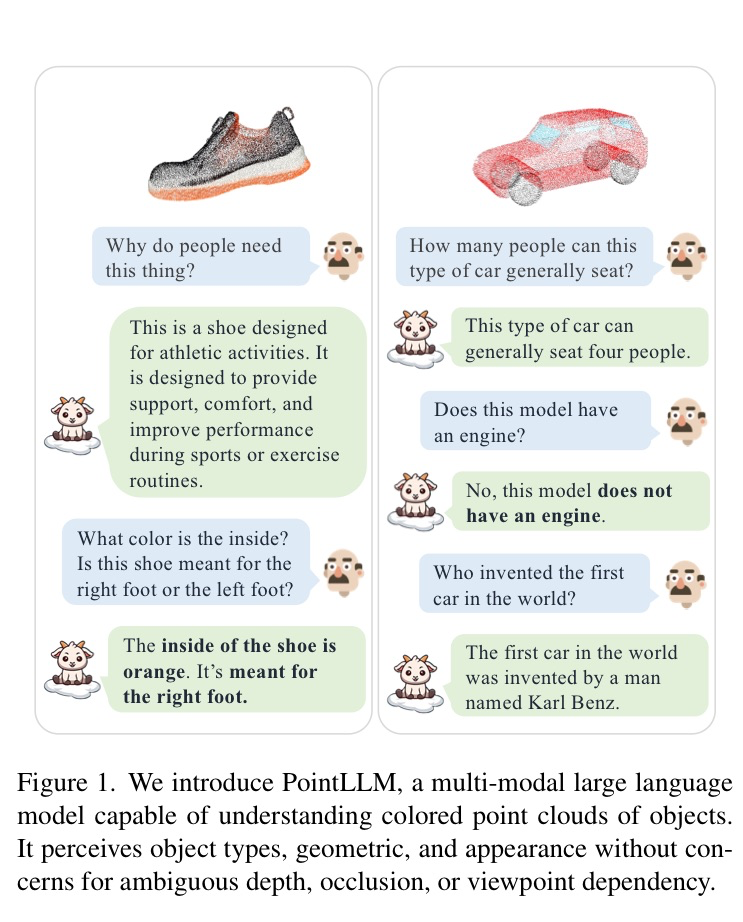 Why do people need
this thing?
This is a shoe designed
for athletic activities. It
is designed to provide
support, comfort, and
improve performance
during sports or exercise
routines.
What color is the inside?
Is this shoe meant for the
right foot or the left foot?
The inside of the shoe is
orange. It's meant for
the right foot.
How many people can this
type of car generally seat?
This type of car can
generally seat four people.
Does this model have
an engine?
No, this model does not
have an engine.
Who invented the first
car in the world?
The first car in the world
was invented by a man
named Karl Benz.
Figure 1. We introduce PointLLM, a multi-modal large language
model capable of understanding colored point clouds of objects.
It perceives object types, geometric, and appearance without con-
cerns for ambiguous depth, occlusion, or viewpoint dependency.